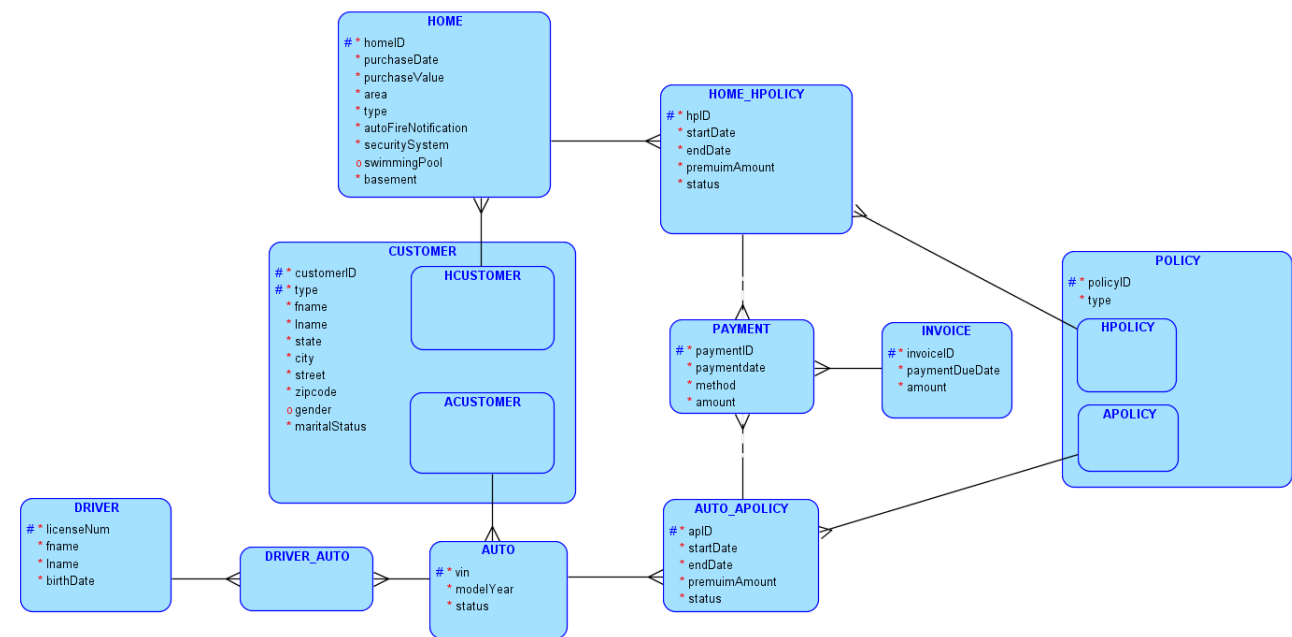 HOME
# * homeID
* purchaseDate
* purchaseValue
* area
* type
* autoFireNotification
* securitySystem
o swimmingPool
* basement
HOME_HPOLICY
# * hpID
* startDate
* endDate
* premuimAmount
* status
CUSTOMER
# * customerID
# * type
* fname
* lname
* state
* city
* street
* zipcode
o gender
* maritalStatus
HCUSTOMER
ACUSTOMER
POLICY
# * policyID
* type
HPOLICY
APOLICY
PAYMENT
# * paymentID
* paymentdate
* method
* amount
INVOICE
# * invoiceID
* paymentDueDate
* amount
DRIVER
# * licenseNum
* fname
* lname
* birthDate
DRIVER_AUTO
AUTO
# * vin
* modelYear
* status
AUTO_APOLICY
# * apID
* startDate
* endDate
* premuimAmount
* status